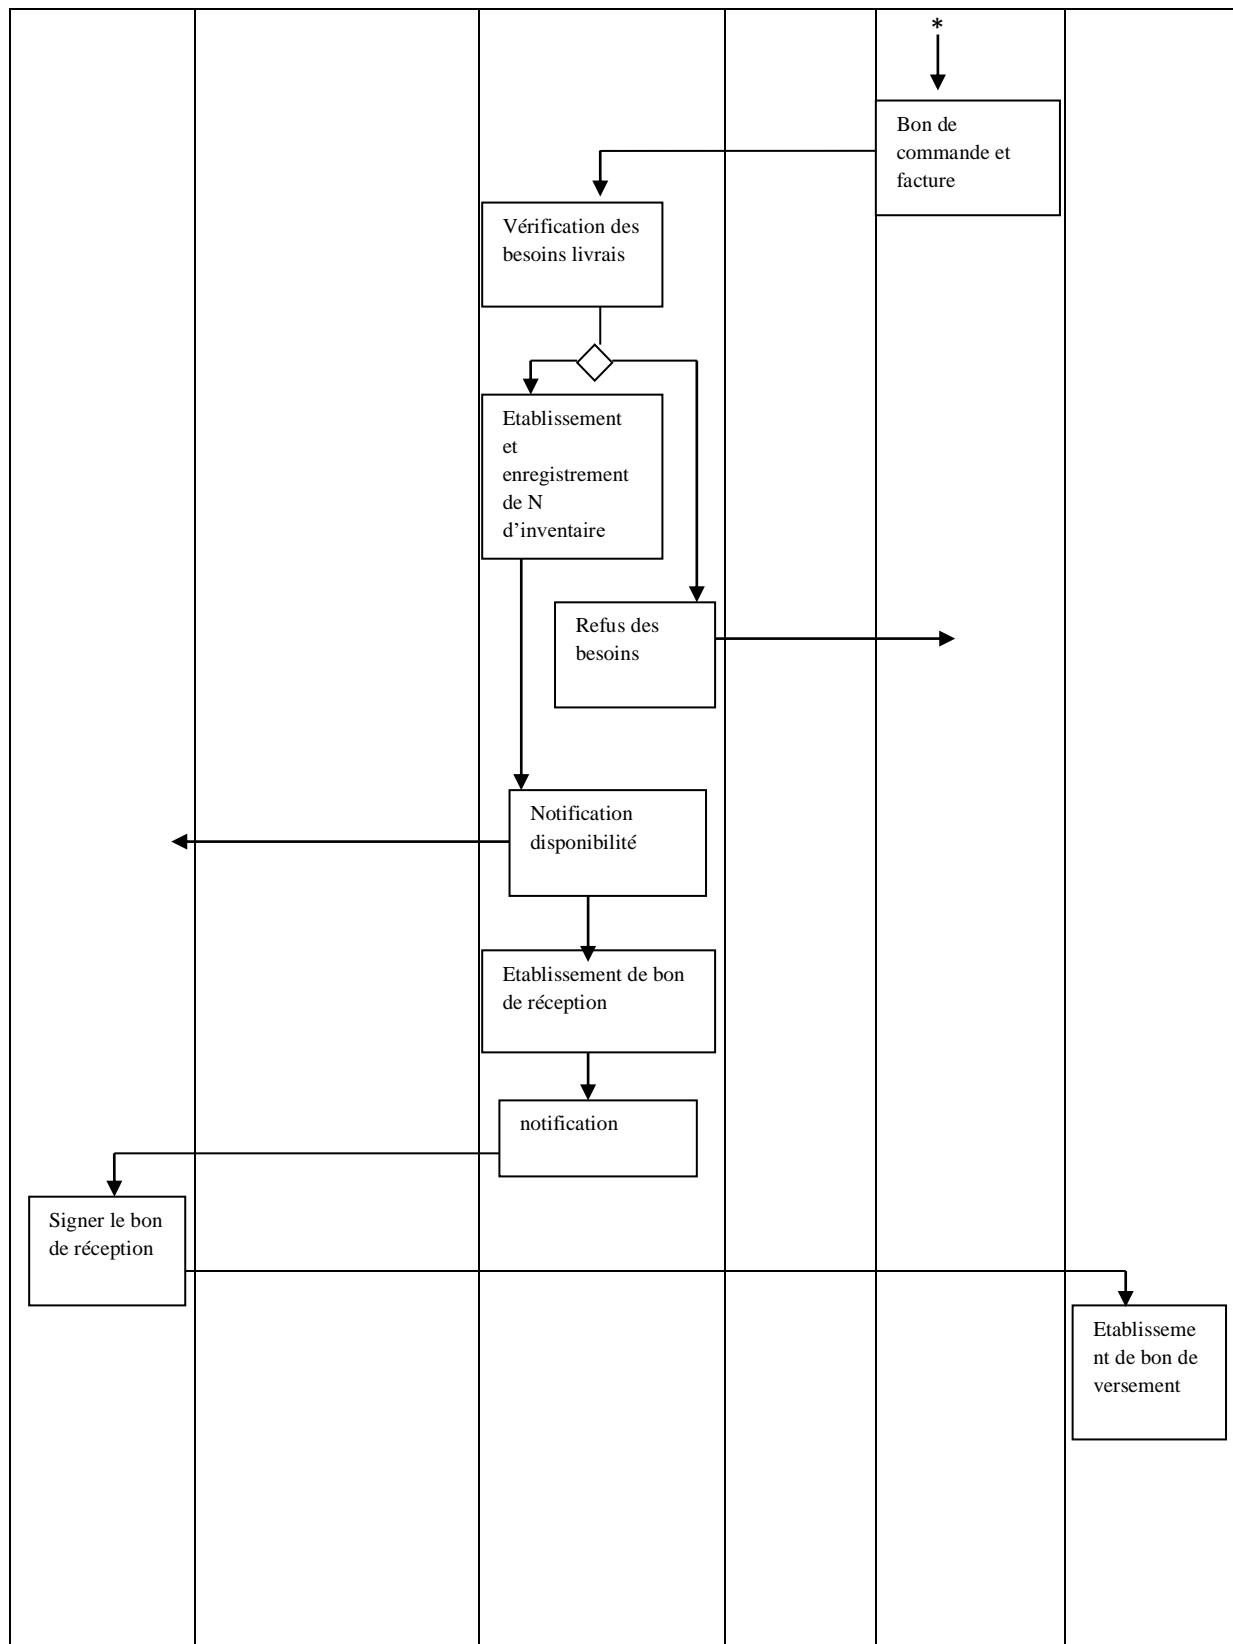 *
Bon de
commande et
facture
Vérification des
besoins livrais
Etablissement
et
enregistrement
de N
d’inventaire
Refus des
besoins
Notification
disponibilité
Etablissement de bon
de réception
notification
Signer le bon
de réception
Etablisseme
nt de bon de
versement